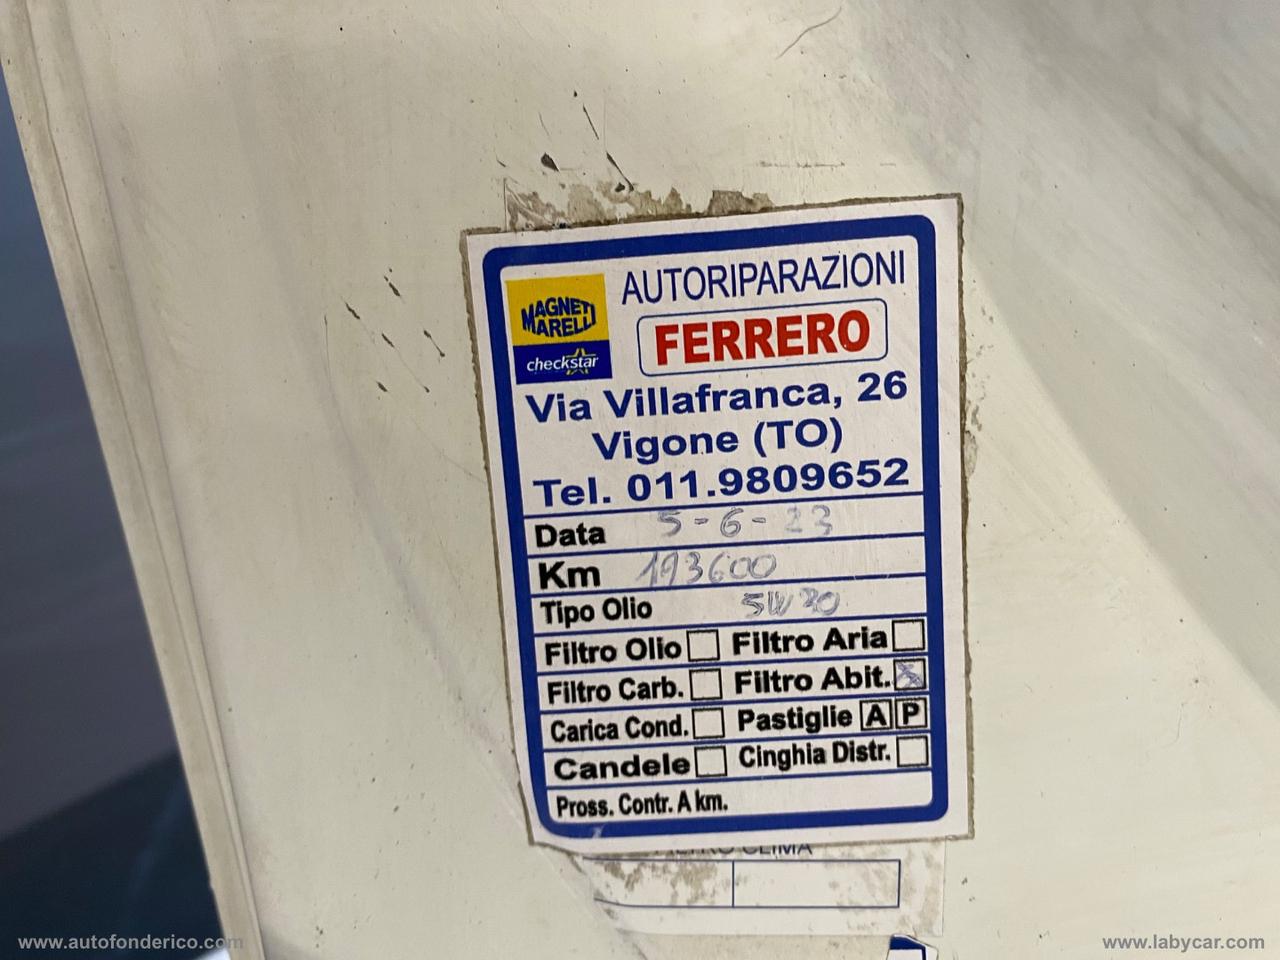 AUTORIPARAZIONI
MAGNETI
MARELLI
checkstar
FERRERO
Via Villafranca, 26
Vigone (TO)
Tel. 011.9809652
Data 5-6-23
Km 193600
Tipo Olio 5W30
Filtro Olio Filtro Aria
Filtro Carb. Filtro Abit.
Carica Cond. Pastiglie A P
Candele Cinghia Distr.
Pross. Contr. A km.
FILTRO CLIMA
www.autofonderico.com
www.labycar.com